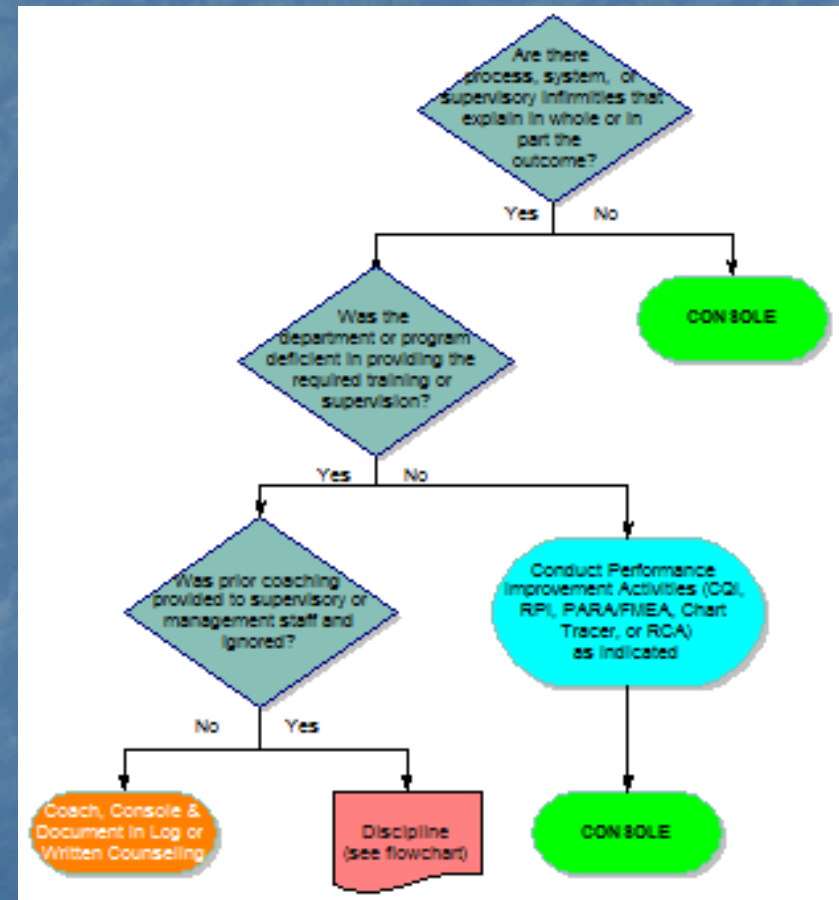 Are there
process, system, or
supervisory infirmities that
explain in whole or in
part the
outcome?
Yes No
CONSOLE
Was the
department or program
deficient in providing the
required training or
supervision?
Yes No
Was prior coaching
provided to supervisory or
management staff and
ignored?
Conduct Performance
Improvement Activities (CQI,
RPI, PARA/FMEA, Chart
Tracer, or RCA)
as indicated
No Yes
Coach, Console &
Document in Log or
Written Counseling
Discipline
(see flowchart)
CONSOLE